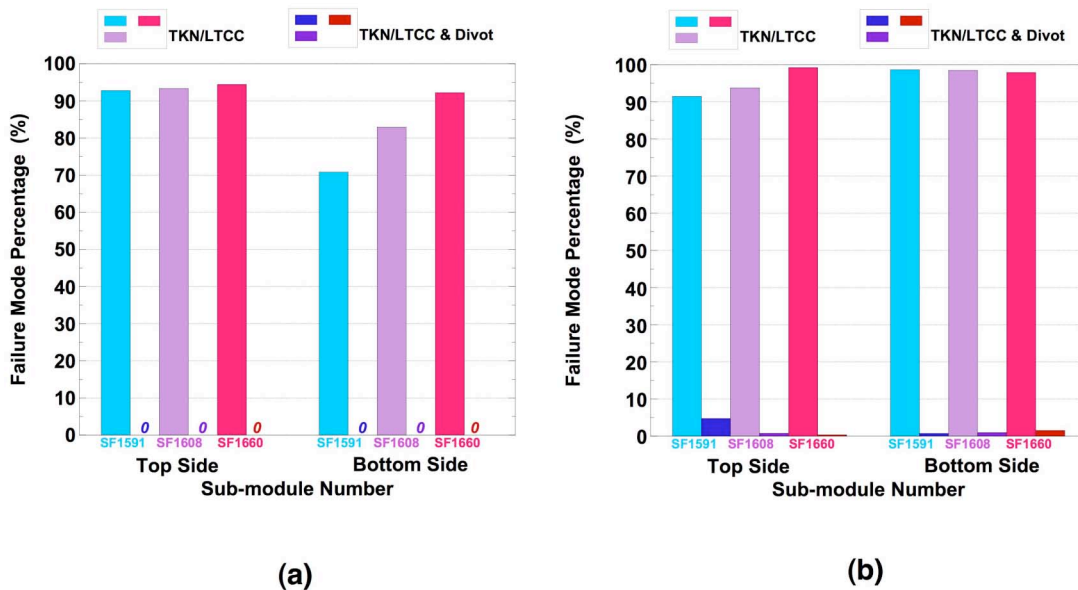 TKN/LTCC
TKN/LTCC & Divot
Failure Mode Percentage (%)
100
90
80
70
60
50
40
30
20
10
0
0 0 0 0 0 0
SF1591 SF1608 SF1660 SF1591 SF1608 SF1660
Top Side Bottom Side
Sub-module Number
(a)
TKN/LTCC
TKN/LTCC & Divot
Failure Mode Percentage (%)
100
90
80
70
60
50
40
30
20
10
0
SF1591 SF1608 SF1660 SF1591 SF1608 SF1660
Top Side Bottom Side
Sub-module Number
(b)